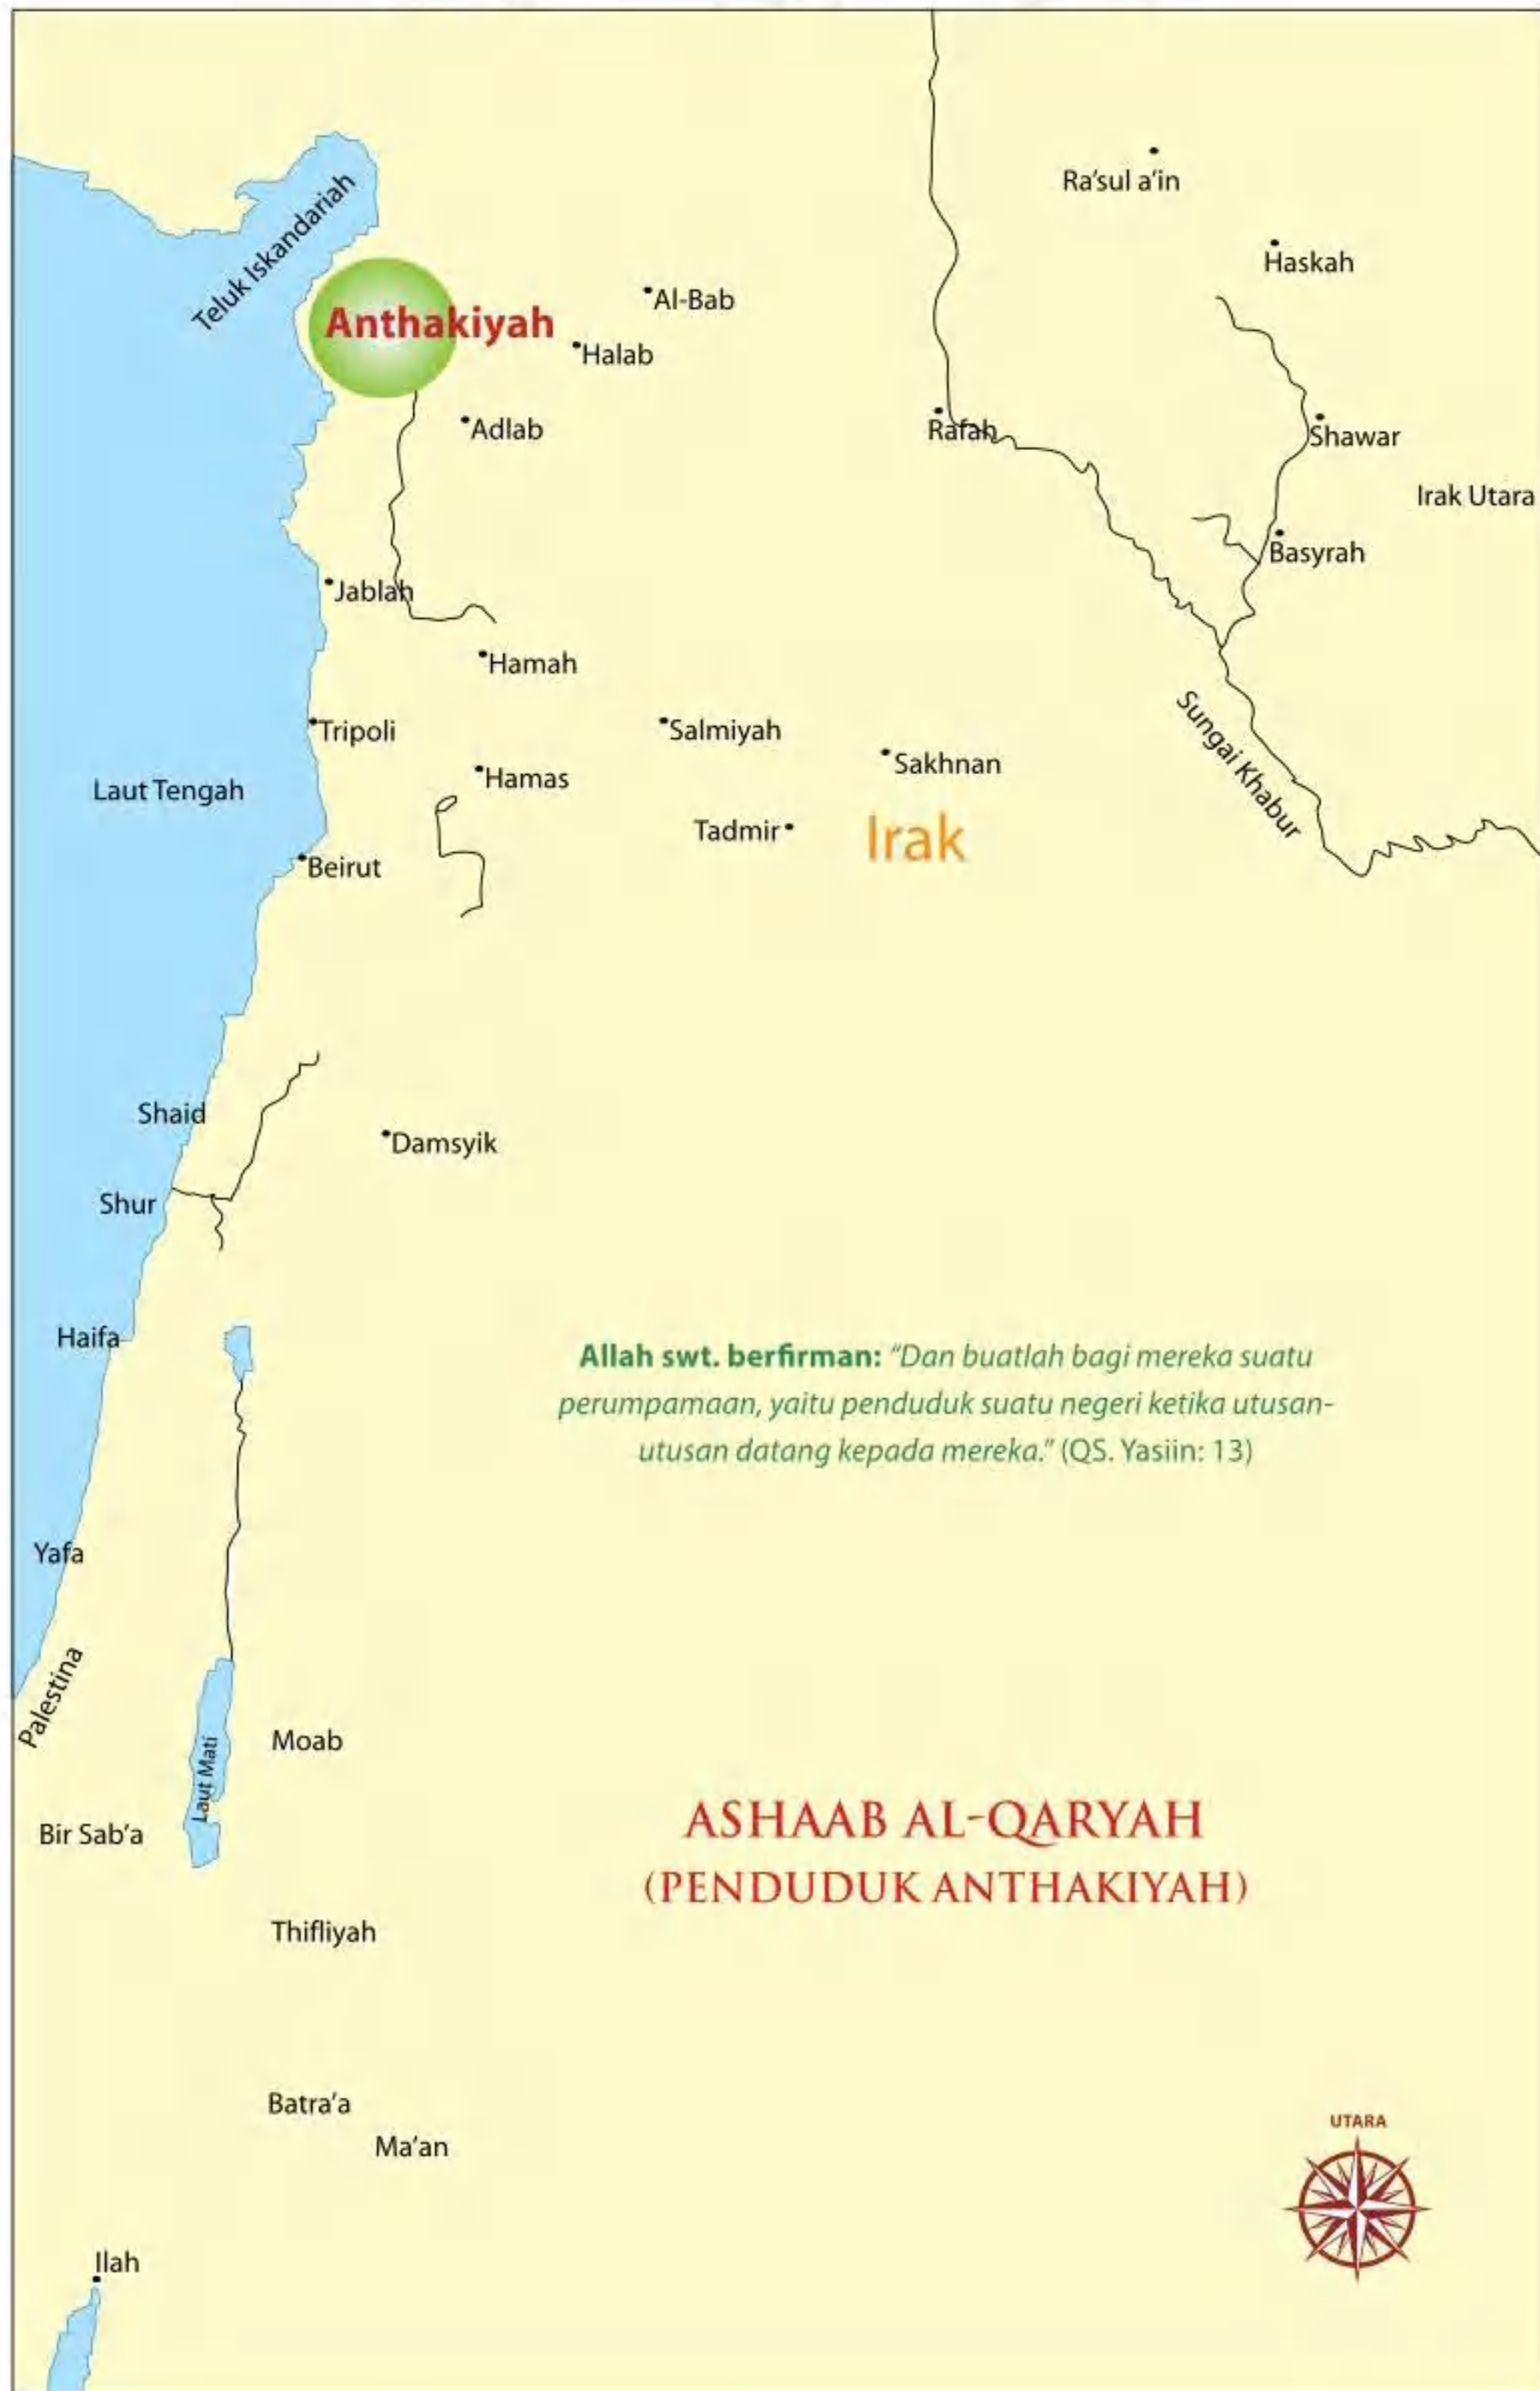 Ra'sul a'in
Teluk Iskandariah
Haskah
Al-Bab
Anthakiyah
Halab
Adlab
Rafah
Shawar
Irak Utara
Basyrah
Jablah
Hamah
Tripoli
Salmiyah
Sungai Khabur
Sakhnan
Hamas
Laut Tengah
Tadmir
Irak
Beirut
Shaid
Damsyik
Shur
Haifa
Allah swt. berfirman: “Dan buatlah bagi mereka suatu
perumpamaan, yaitu penduduk suatu negeri ketika utusan-
utusan datang kepada mereka.” (QS. Yasiin: 13)
Yafa
Palestina
Moab
Laut Mati
Bir Sab'a
ASHAAB AL-QARYAH
(PENDUDUK ANTHAKIYAH)
Thifliyah
Batra'a
Ma'an
UTARA
Ilah